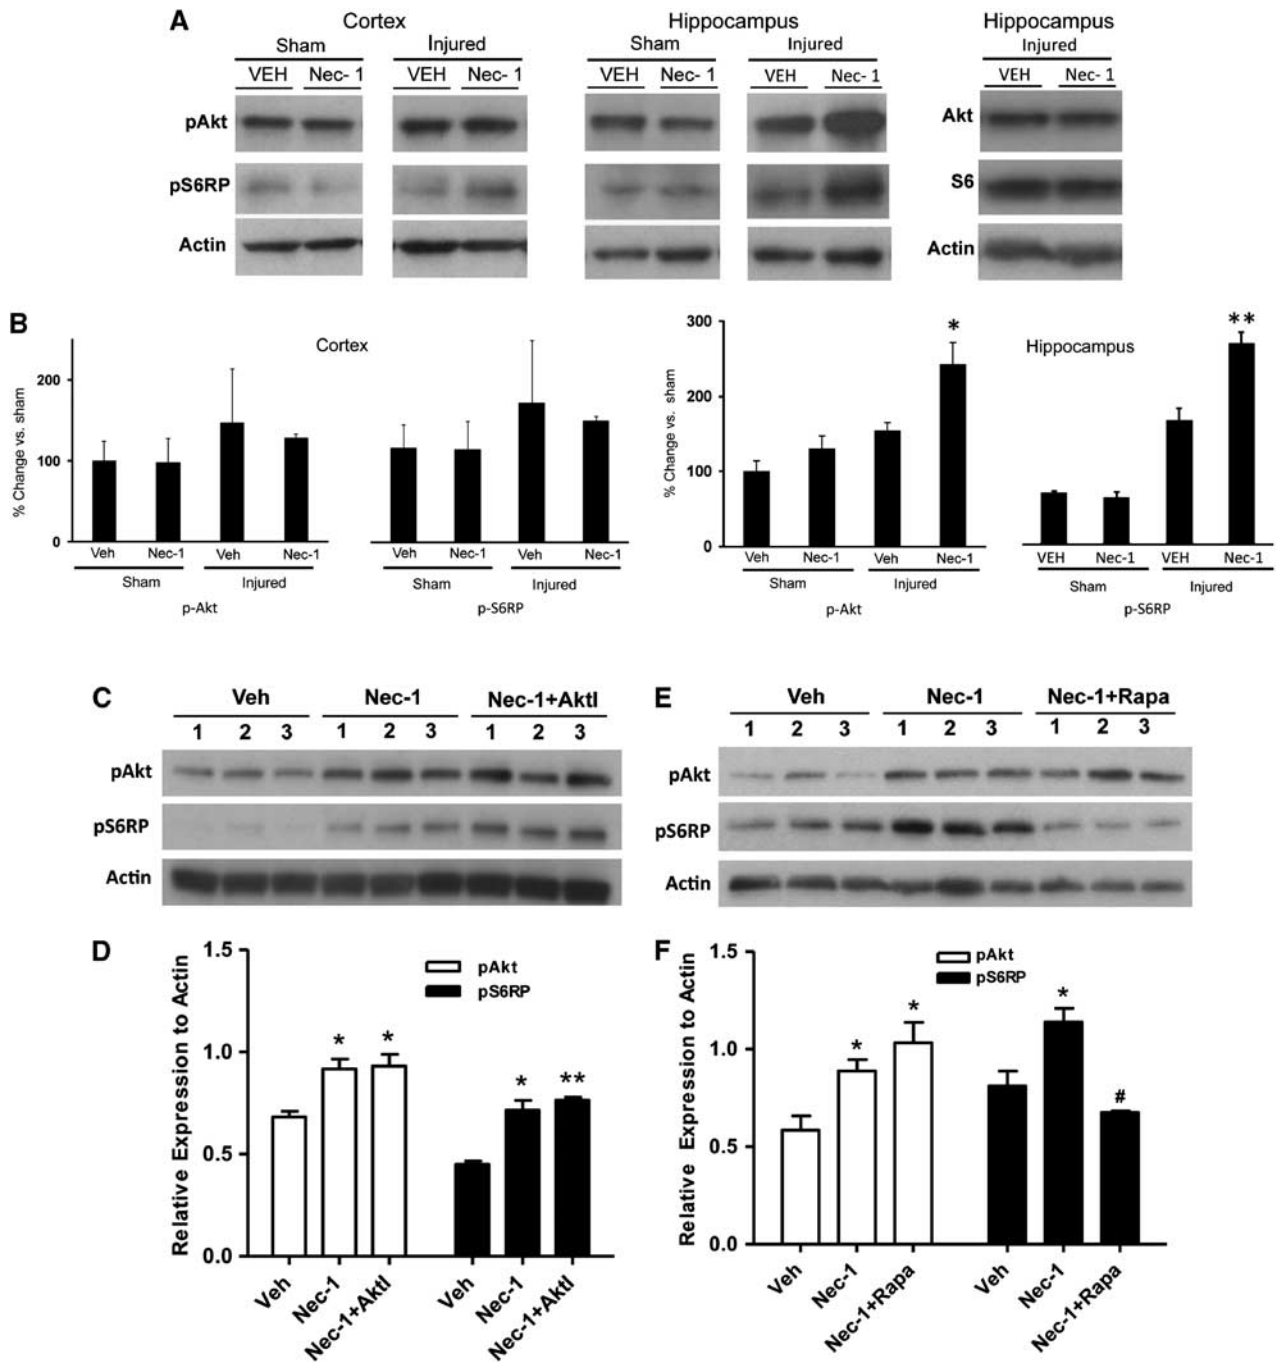 A
Cortex
Hippocampus
Hippocampus
Sham
Injured
Sham
Injured
Injured
VEH
Nec- 1
VEH
Nec- 1
VEH
Nec- 1
VEH
Nec- 1
VEH
Nec- 1
pAkt
Akt
pS6RP
S6
Actin
Actin
B
Cortex
% Change vs. sham
200
100
0
Veh
Nec-1
Veh
Nec-1
Veh
Nec-1
Veh
Nec-1
Sham
Injured
Sham
Injured
p-Akt
p-S6RP
Hippocampus
% Change vs. sham
300
200
100
0
*
**
Veh
Nec-1
Veh
Nec-1
VEH
Nec-1
VEH
Nec-1
Sham
Injured
Sham
Injured
p-Akt
p-S6RP
C
Veh
Nec-1
Nec-1+AktI
1 2 3 1 2 3 1 2 3
pAkt
pS6RP
Actin
E
Veh
Nec-1
Nec-1+Rapa
1 2 3 1 2 3 1 2 3
pAkt
pS6RP
Actin
D
Relative Expression to Actin
1.5
1.0
0.5
0.0
pAkt
pS6RP
*
*
*
**
Veh
Nec-1
Nec-1+AktI
Veh
Nec-1
Nec-1+AktI
F
Relative Expression to Actin
1.5
1.0
0.5
0.0
pAkt
pS6RP
*
*
*
#
Veh
Nec-1
Nec-1+Rapa
Veh
Nec-1
Nec-1+Rapa